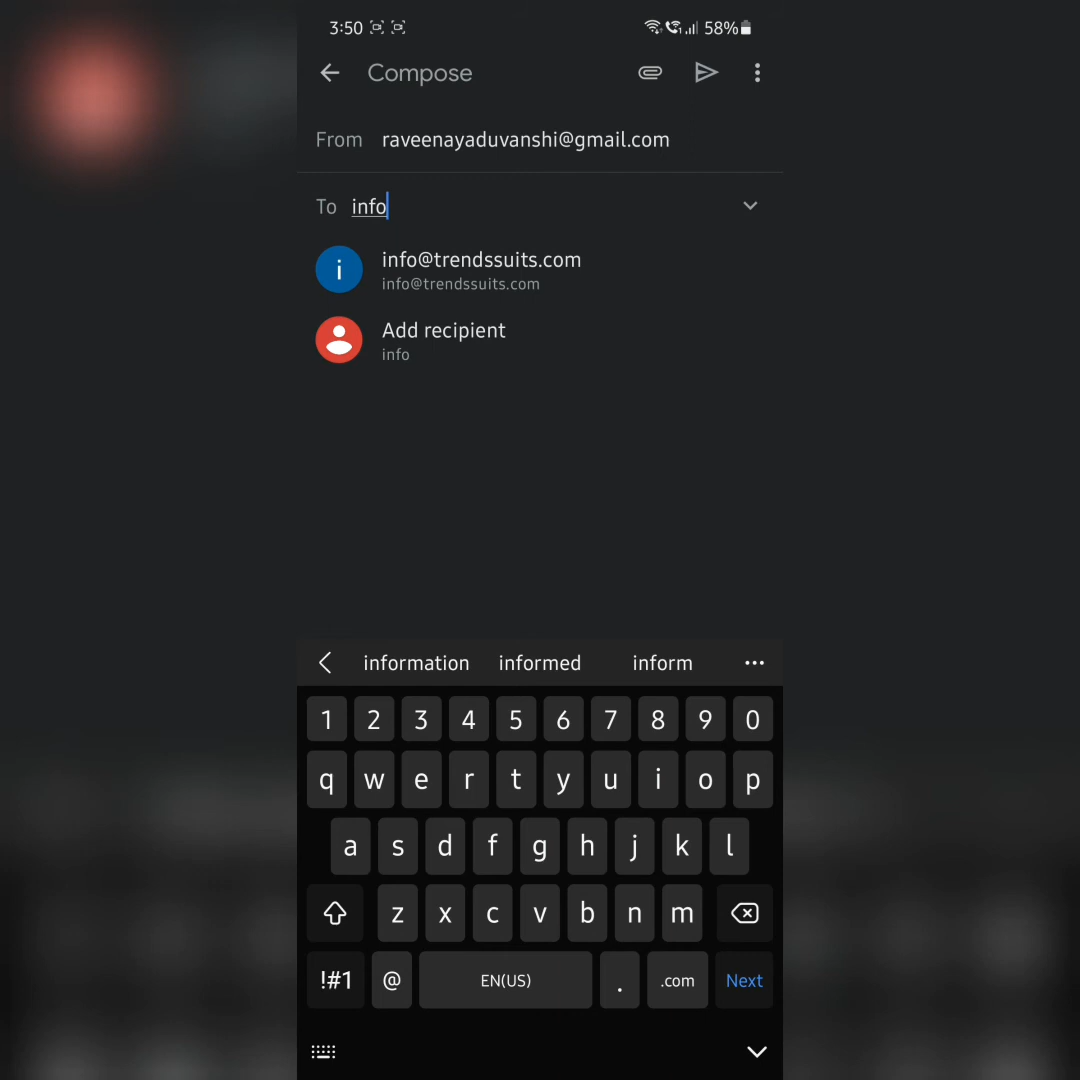 3:50 58%
Compose
From raveenayaduvanshi@gmail.com
To info
i info@trendssuits.com
info@trendssuits.com
Add recipient
info
information informed inform
1 2 3 4 5 6 7 8 9 0
q w e r t y u i o p
a s d f g h j k l
z x c v b n m
!#1 @ EN(US) . .com Next